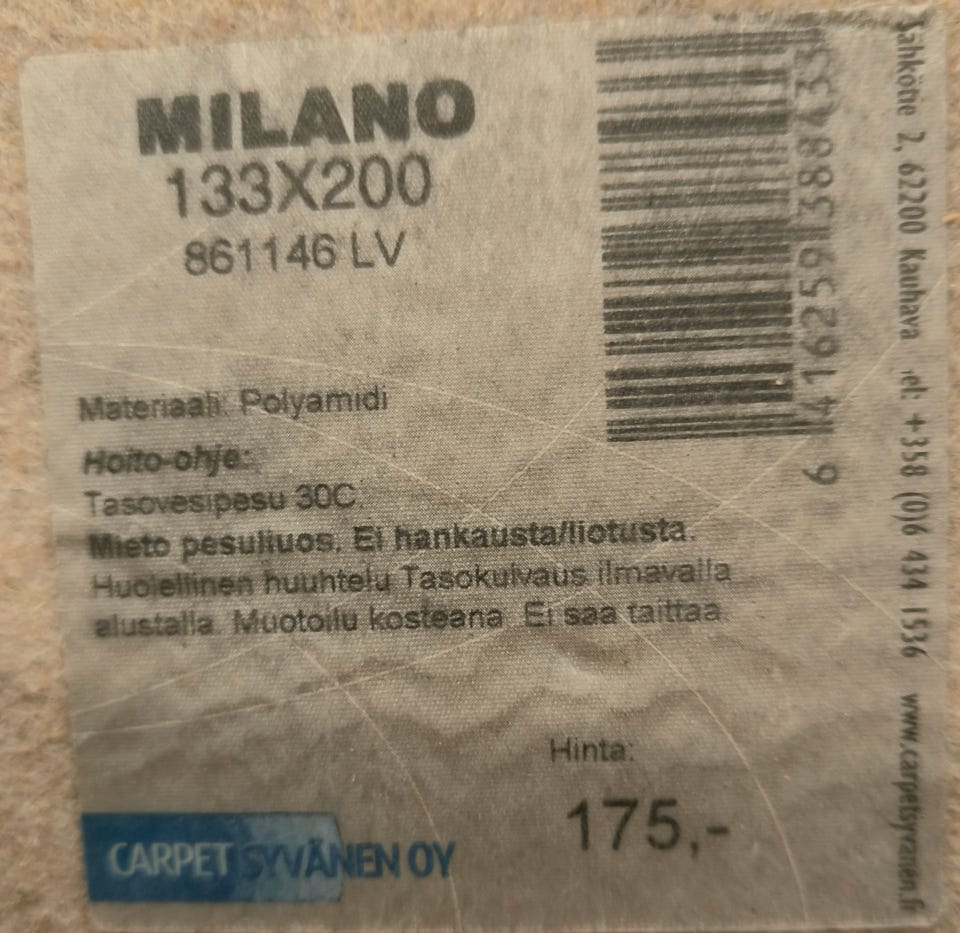 MILANO
133X200
861146 LV
Materiaali: Polyamidi
Hoito-ohje:
Tasovesipesu 30C.
Mieto pesuliuos. Ei hankausta/liotusta.
Huolellinen huuhtelu Tasokuivaus ilmavalla
alustalla. Muotoilu kosteana. Ei saa taittaa.
Hinta:
175,-
CARPET SYVÄNEN OY
6 416259 388433
2, 62200 Kauhava el: +358 (0)6 434 1536 www.carpetsyvanen.fi